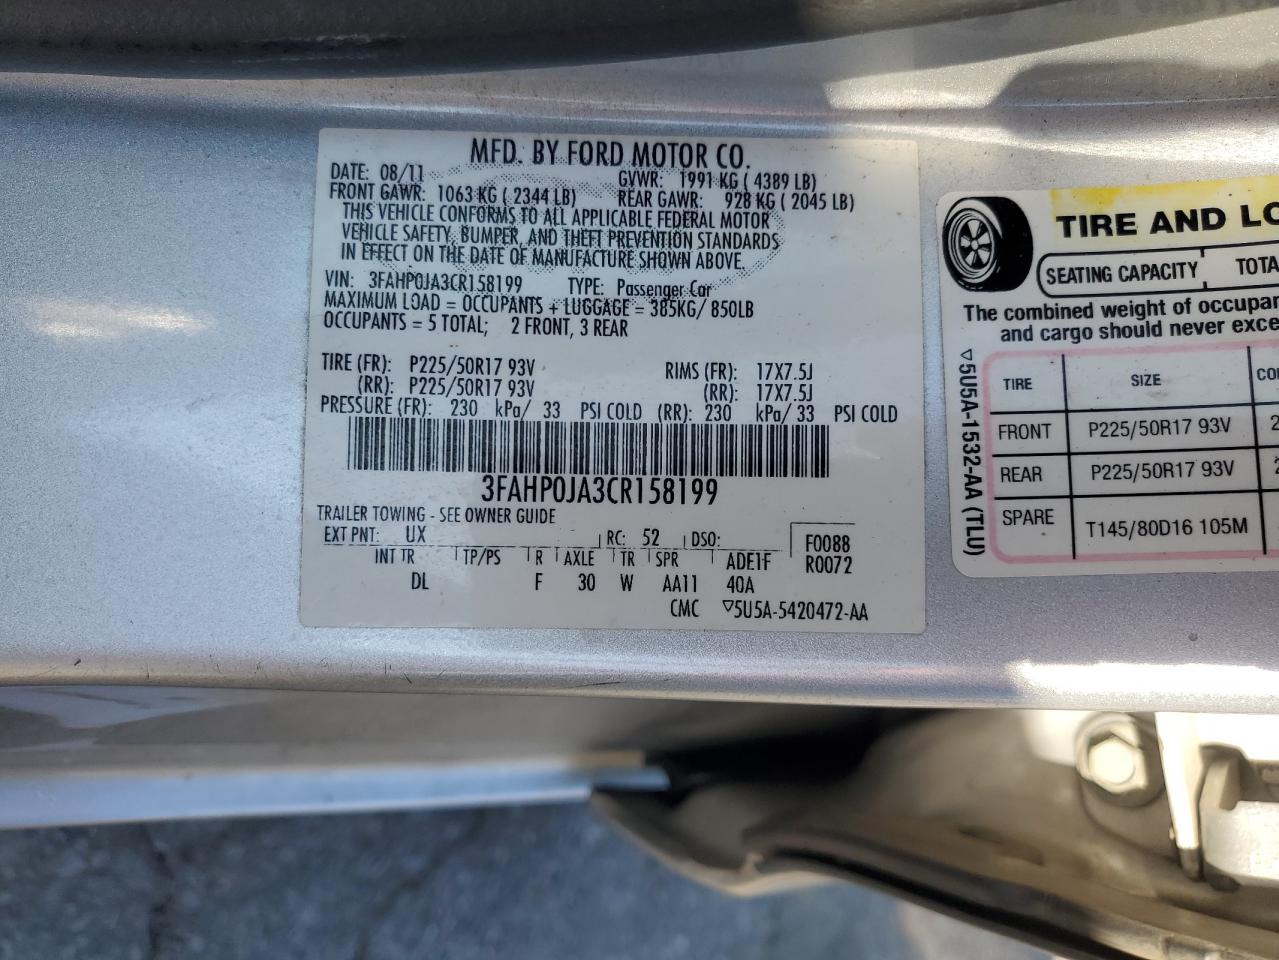 MFD. BY FORD MOTOR CO.
DATE: 08/11 GVWR: 1991 KG ( 4389 LB)
FRONT GAWR: 1063 KG ( 2344 LB) REAR GAWR: 928 KG ( 2045 LB)
THIS VEHICLE CONFORMS TO ALL APPLICABLE FEDERAL MOTOR
VEHICLE SAFETY, BUMPER, AND THEFT PREVENTION STANDARDS
IN EFFECT ON THE DATE OF MANUFACTURE SHOWN ABOVE.
VIN: 3FAHP0JA3CR158199 TYPE: Passenger Car
MAXIMUM LOAD = OCCUPANTS + LUGGAGE = 385KG/ 850LB
OCCUPANTS = 5 TOTAL; 2 FRONT, 3 REAR
TIRE (FR): P225/50R17 93V RIMS (FR): 17X7.5J
(RR): P225/50R17 93V (RR): 17X7.5J
PRESSURE (FR): 230 kPa/ 33 PSI COLD (RR): 230 kPa/ 33 PSI COLD
3FAHP0JA3CR158199
TRAILER TOWING - SEE OWNER GUIDE
EXT PNT: UX RC: 52 DSO: F0088
INT TR TP/PS R AXLE TR SPR ADE1F R0072
DL F 30 W AA11 40A
CMC ▽5U5A-5420472-AA
TIRE AND LO
SEATING CAPACITY TOTA
The combined weight of occupan
and cargo should never exce
▽5U5A-1532-AA (TLU)
TIRE SIZE CO
FRONT P225/50R17 93V 2
REAR P225/50R17 93V 2
SPARE T145/80D16 105M